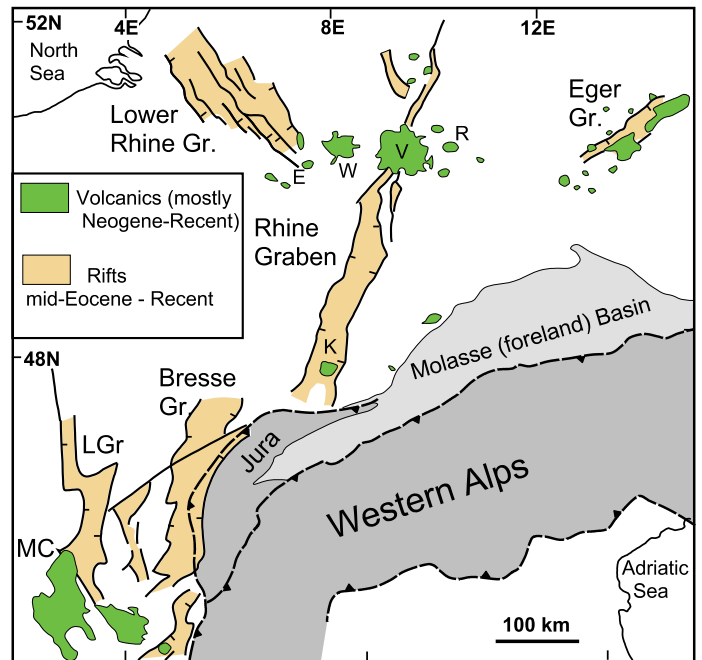 52N
4E
8E
12E
North
Sea
Lower
Rhine Gr.
Eger
Gr.
R
V
E
W
Volcanics (mostly
Neogene-Recent)
Rhine
Graben
Rifts
mid-Eocene - Recent
Molasse (foreland) Basin
K
48N
Bresse
Gr.
LGr
Jura
Western Alps
MC
Adriatic
Sea
100 km